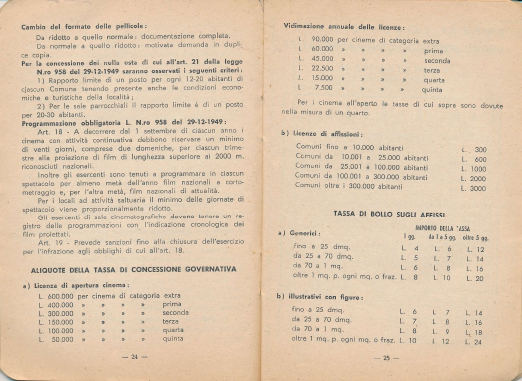 Cambio del formato delle pellicole:
Da ridotto a quello normale: documentazione completa.
Da normale a quello ridotto: motivata domanda in dupli-
ce copia.
Per la concessione dei nulla osta di cui all'art. 21 della legge
N.ro 958 del 29-12-1949 saranno osservati i seguenti criteri:
1) Rapporto limite di un posto per ogni 12-20 abitanti di
ciascun Comune tenendo presente anche le condizioni econo-
miche e turistiche della località;
2) Per le sale parrocchiali il rapporto limite è di un posto
per 20-30 abitanti.
Programmazione obbligatoria L. N.ro 958 del 29-12-1949:
Art. 18 - A decorrere dal 1 settembre di ciascun anno i
cinema con attività continuativa debbono riservare un minimo
di venti giorni, comprese due domeniche, per ciascun trime-
stre alla proiezione di film di lunghezza superiore ai 2000 m.
riconosciuti nazionali.
Inoltre gli esercenti sono tenuti a programmare in ciascun
spettacolo per almeno metà dell'anno film nazionali a corto-
metraggio e, per l'altra metà, film nazionali di attualità.
Per i locali ad attività saltuaria il minimo delle giornate di
spettacolo viene proporzionalmente ridotto.
Gli esercenti di sale cinematografiche devono tenere un re-
gistro delle programmazioni con l'indicazione cronologica dei
film proiettati.
Art. 19 - Prevede sanzioni fino alla chiusura dell'esercizio
per l'infrazione agli obblighi di cui all'art. 18.
ALIQUOTE DELLA TASSA DI CONCESSIONE GOVERNATIVA
a) Licenza di apertura cinema:
L. 600.000 per cinema di categoria extra
L. 400.000 » » » prima
L. 300.000 » » » seconda
L. 150.000 » » » terza
L. 100.000 » » » quarta
L. 50.000 » » » quinta
— 24 —
Vidimazione annuale delle licenze:
L. 90.000 per cineme di categoria extra
L. 60.000 » » » prima
L. 45.000 » » » seconda
L. 22.500 » » » terza
L. 15.000 » » » quarta
L. 7.500 » » » quinta
Per i cinema all'aperto le tasse di cui sopra sono dovute
nella misura di un quarto.
b) Licenze di affissioni:
Comuni fino a 10.000 abitanti L. 300
Comuni da 10.001 a 25.000 abitanti L. 600
Comuni da 25.001 a 100.000 abitanti L. 1000
Comuni da 100.001 a 300.000 abitanti L. 2000
Comuni oltre i 300.000 abitanti L. 3000
TASSA DI BOLLO SUGLI AFFISSI
IMPORTO DELLA TASSA
a) Generici: 1 gg. da 1 a 5 gg. oltre 5 gg.
fino a 25 dmq. L. 4 L. 6 L. 12
da 25 a 70 dmq. L. 5 L. 7 L. 14
da 70 a 1 mq. L. 6 L. 8 L. 16
oltre 1 mq. p. ogni mq. o fraz. L. 8 L. 10 L. 20
b) illustrativi con figure:
fino a 25 dmq. L. 6 L. 7 L. 14
da 25 a 70 dmq. L. 7 L. 8 L. 16
da 70 a 1 mq. L. 8 L. 9 L. 18
oltre 1 mq. p. ogni mq. o fraz. L. 10 L. 12 L. 24
— 25 —